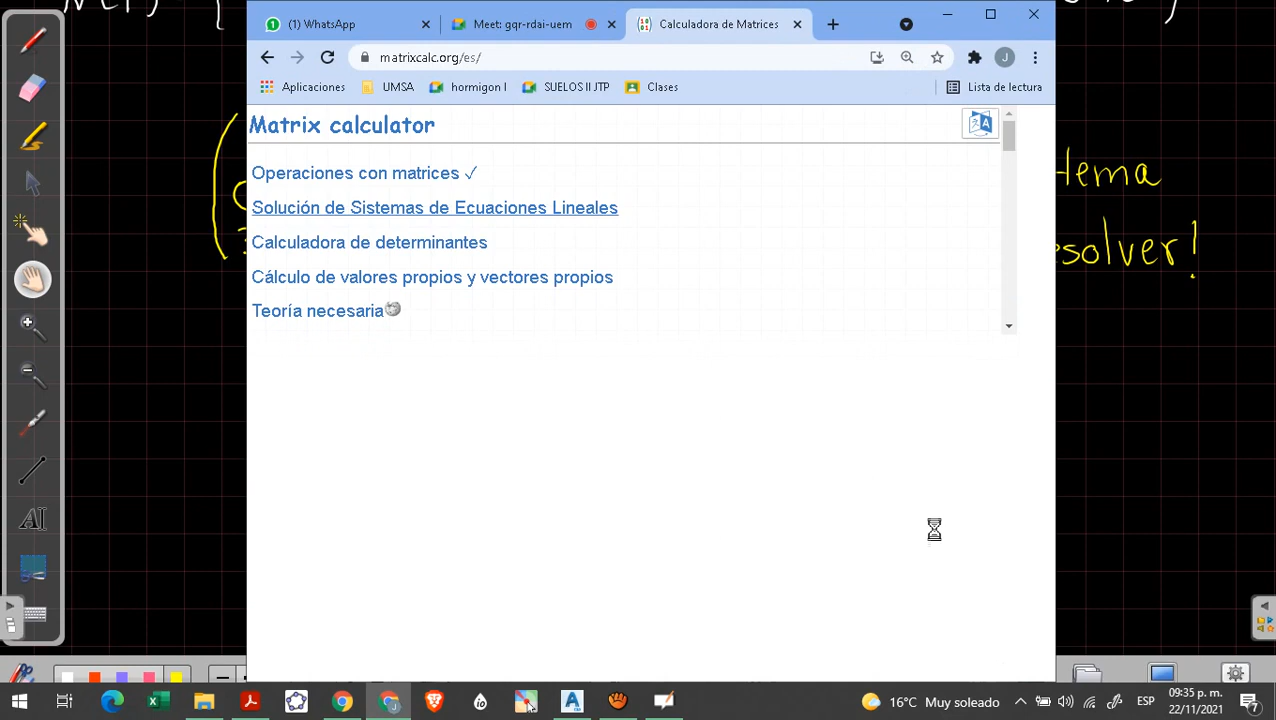 (1) WhatsApp
Meet: gqr-rdai-uem
Calculadora de Matrices
matrixcalc.org/es/
J
Aplicaciones
UMSA
hormigon I
SUELOS II JTP
Clases
Lista de lectura
Matrix calculator
Operaciones con matrices ✓
Solución de Sistemas de Ecuaciones Lineales
Calculadora de determinantes
Cálculo de valores propios y vectores propios
Teoría necesaria
16°C Muy soleado
ESP
09:35 p. m.
22/11/2021
7